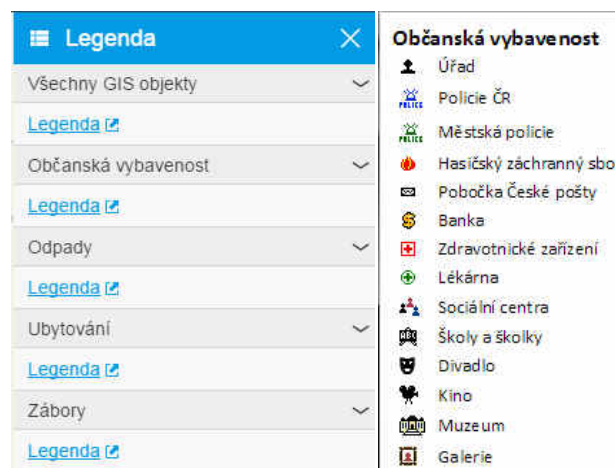 Legenda
Všechny GIS objekty
Legenda
Občanská vybavenost
Legenda
Odpady
Legenda
Ubytování
Legenda
Zábory
Legenda
Občanská vybavenost
Úřad
POLICE Policie ČR
POLICE Městská policie
Hasičský záchranný sbo
Pobočka České pošty
Banka
Zdravotnické zařízení
Lékárna
Sociální centra
ABC Školy a školky
Divadlo
Kino
Muzeum
Galerie